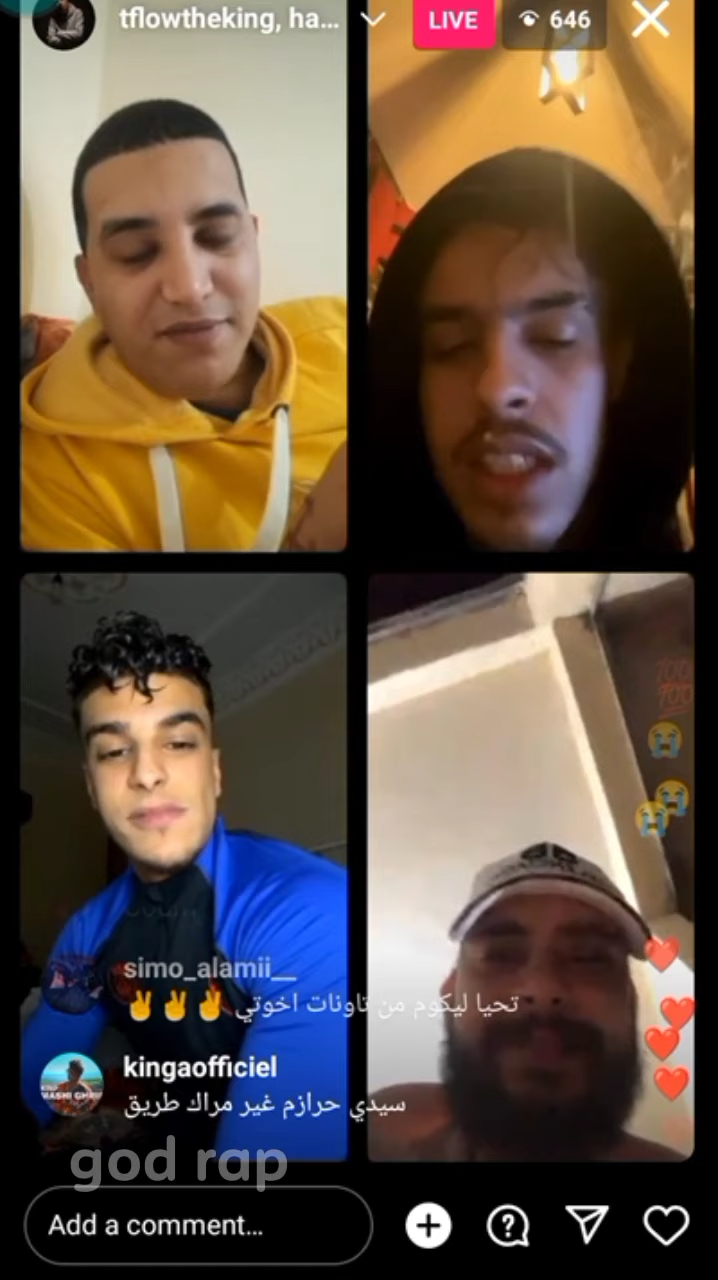 tflowtheking, ha...
LIVE
646
simo_alamii__
تحيا ليكوم من تاونات اخوتي ✌️✌️✌️
kingaofficiel
سيدي حرازم غير مراك طريق
god rap
Add a comment...